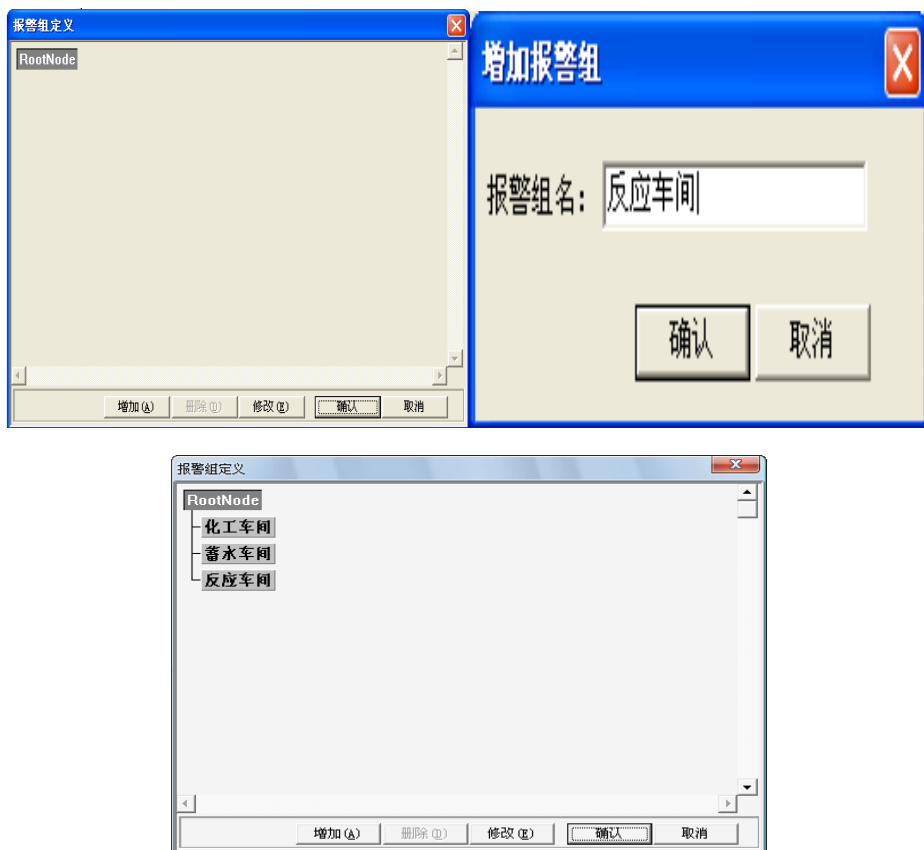 报警组定义
RootNode
增加(A) 删除(D) 修改(E) 确认 取消
增加报警组
报警组名: 反应车间
确认 取消
报警组定义
RootNode
化工车间
蓄水车间
反应车间
增加(A) 删除(D) 修改(E) 确认 取消